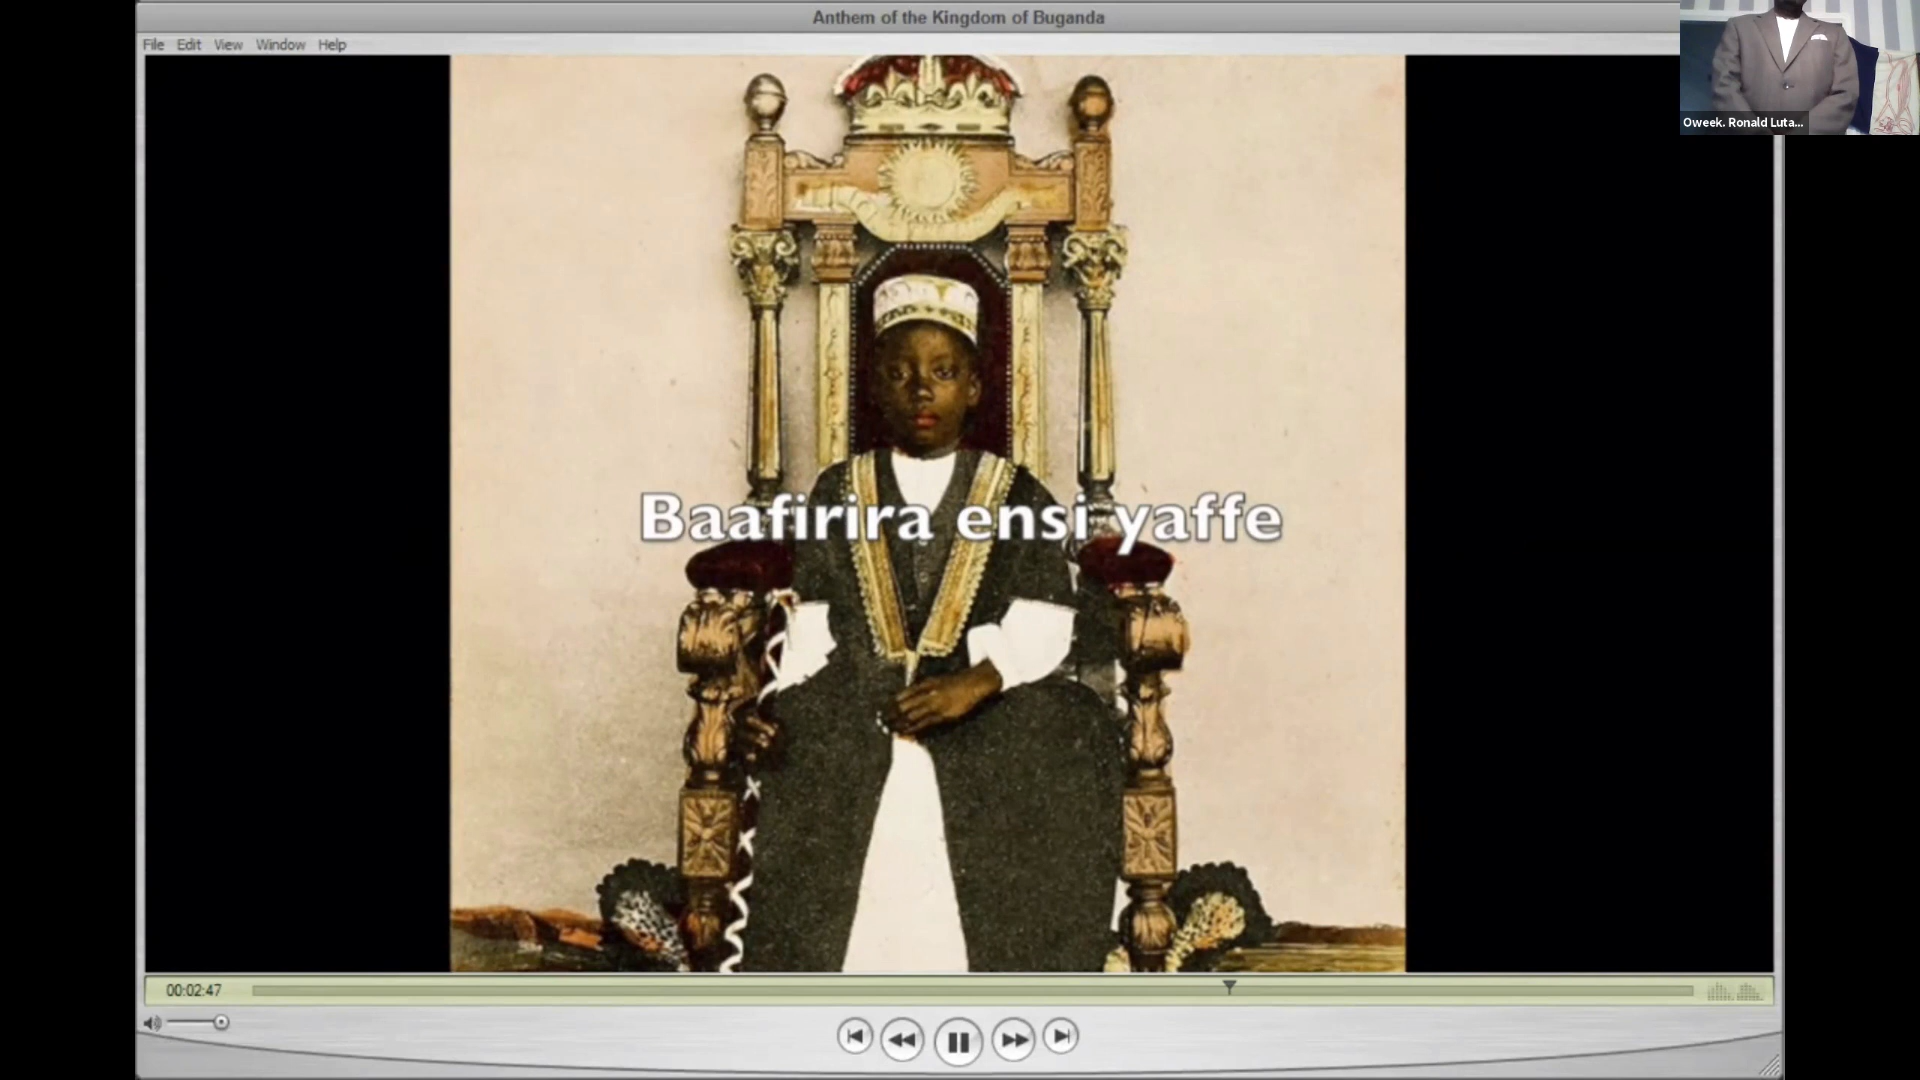 Anthem of the Kingdom of Buganda
File Edit View Window Help
Oweek. Ronald Luta...
Baafirira ensi yaffe
00:02:47